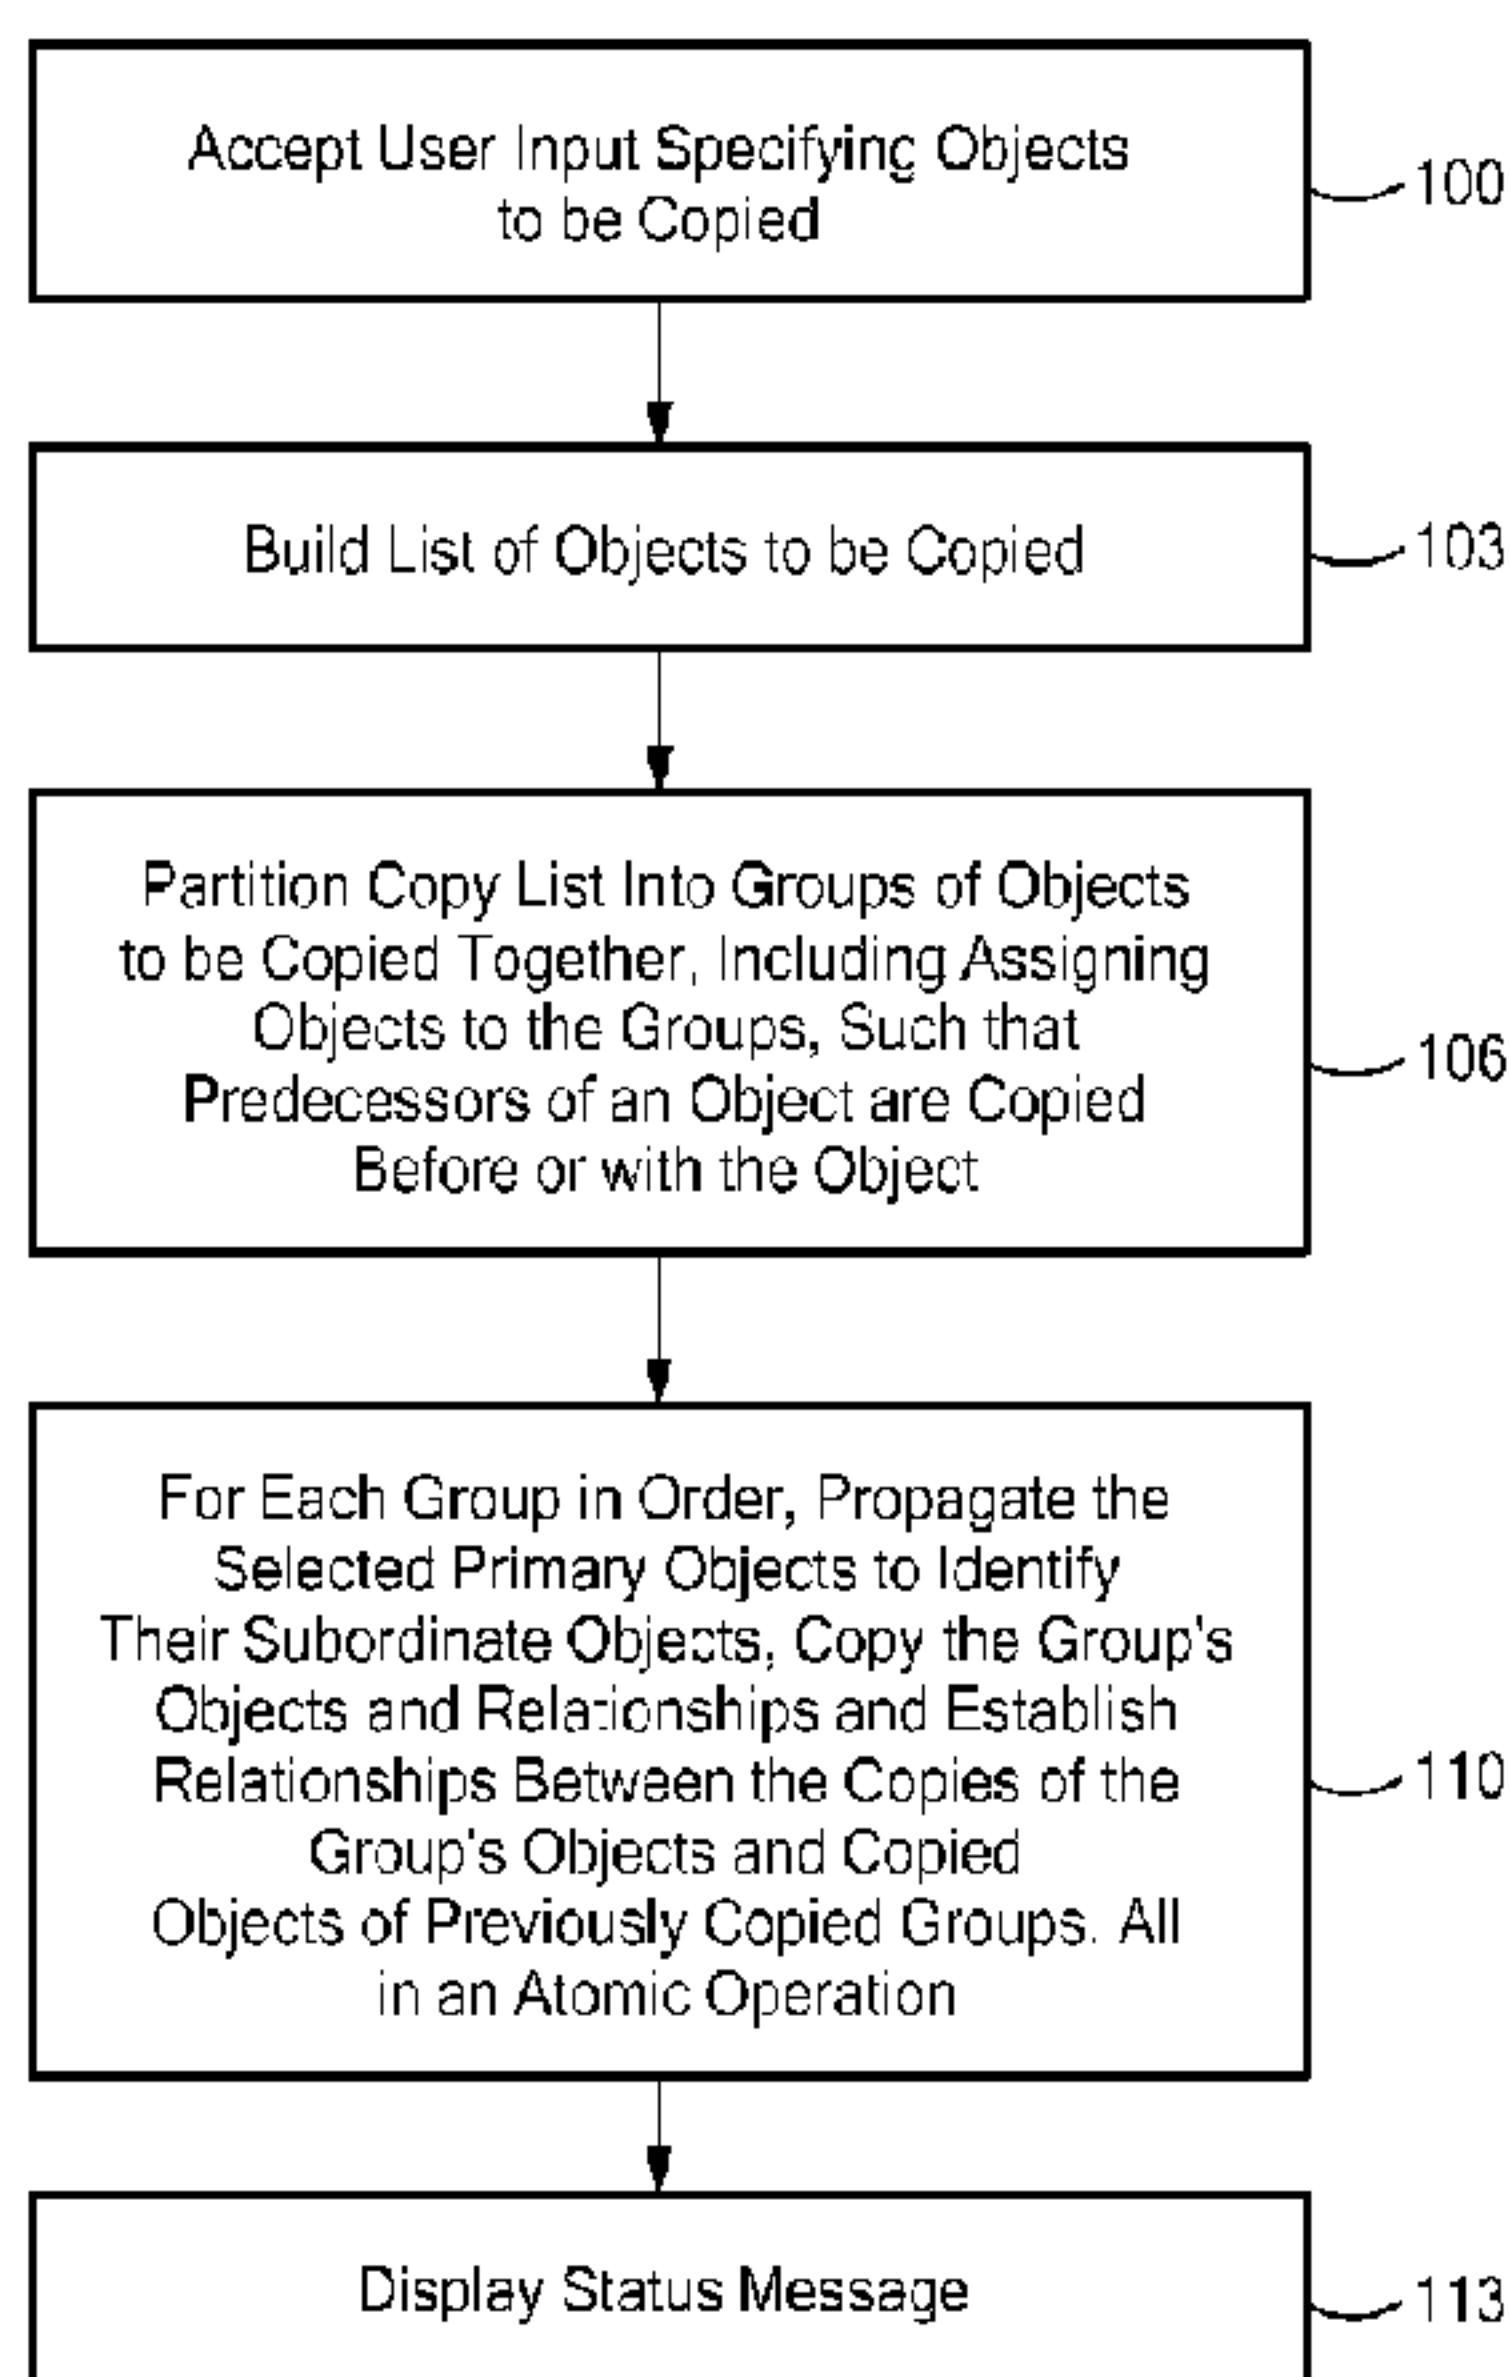 Accept User Input Specifying Objects
to be Copied
100
Build List of Objects to be Copied
103
Partition Copy List Into Groups of Objects
to be Copied Together, Including Assigning
Objects to the Groups, Such that
Predecessors of an Object are Copied
Before or with the Object
106
For Each Group in Order, Propagate the
Selected Primary Objects to Identify
Their Subordinate Objects, Copy the Group's
Objects and Relationships and Establish
Relationships Between the Copies of the
Group's Objects and Copied
Objects of Previously Copied Groups. All
in an Atomic Operation
110
Display Status Message
113